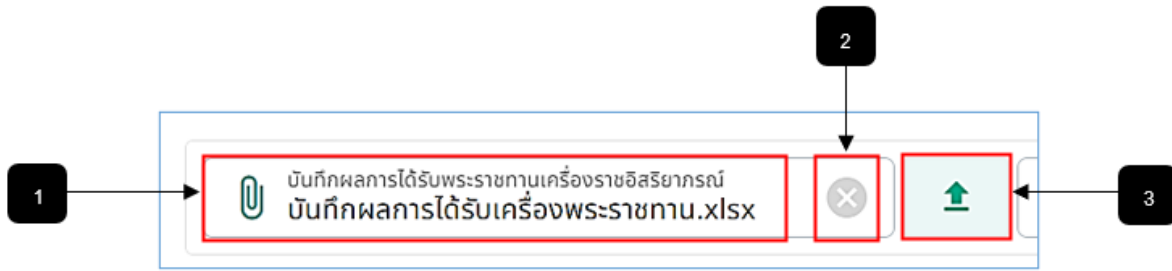 2
1
บันทึกผลการได้รับพระราชทานเครื่องราชอิสริยาภรณ์
บันทึกผลการได้รับเครื่องพระราชทาน.xlsx
3